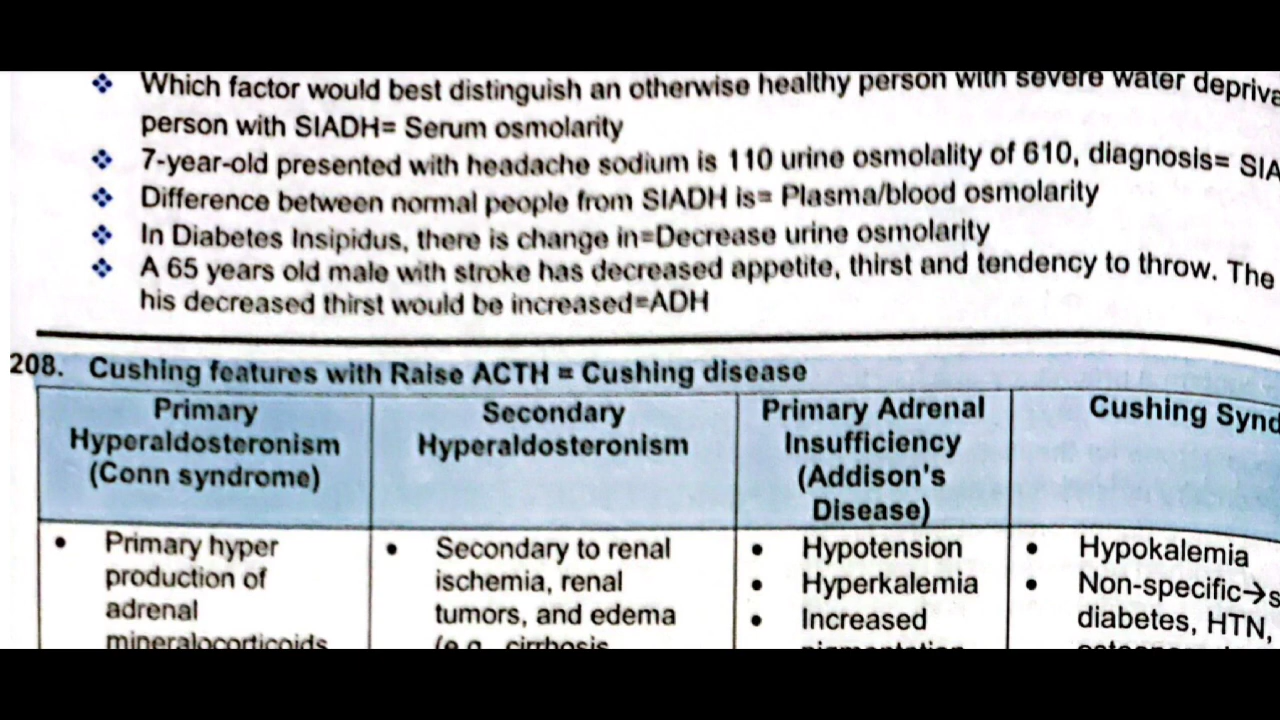 Which factor would best distinguish an otherwise healthy person with severe water
person with SIADH= Serum osmolarity
7-year-old presented with headache sodium is 110 urine osmolality of 610, diagnosis=
Difference between normal people from SIADH is= Plasma/blood osmolarity
In Diabetes Insipidus, there is change in=Decrease urine osmolarity
A 65 years old male with stroke has decreased appetite, thirst and tendency to throw. The
his decreased thirst would be increased=ADH
208. Cushing features with Raise ACTH = Cushing disease
Primary
Hyperaldosteronism
(Conn syndrome)
Secondary
Hyperaldosteronism
Primary Adrenal
Insufficiency
(Addison's
Disease)
Cushing
• Primary hyper
production of
adrenal
mineralocorticoids
• Secondary to renal
ischemia, renal
tumors, and edema
(e.g., cirrhosis
• Hypotension
• Hyperkalemia
• Increased
pigmentation
• Hypokalemia
• Non-specific→
diabetes, HTN,